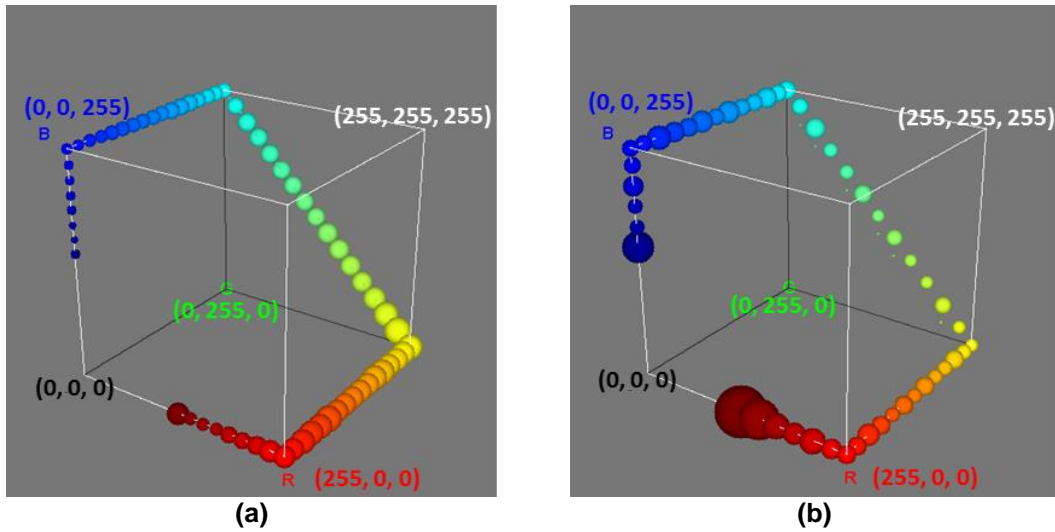 (0, 0, 255)
B
(255, 255, 255)
(0, 255, 0)
G
(0, 0, 0)
R
(255, 0, 0)
(a)
(0, 0, 255)
B
(255, 255, 255)
(0, 255, 0)
G
(0, 0, 0)
R
(255, 0, 0)
(b)